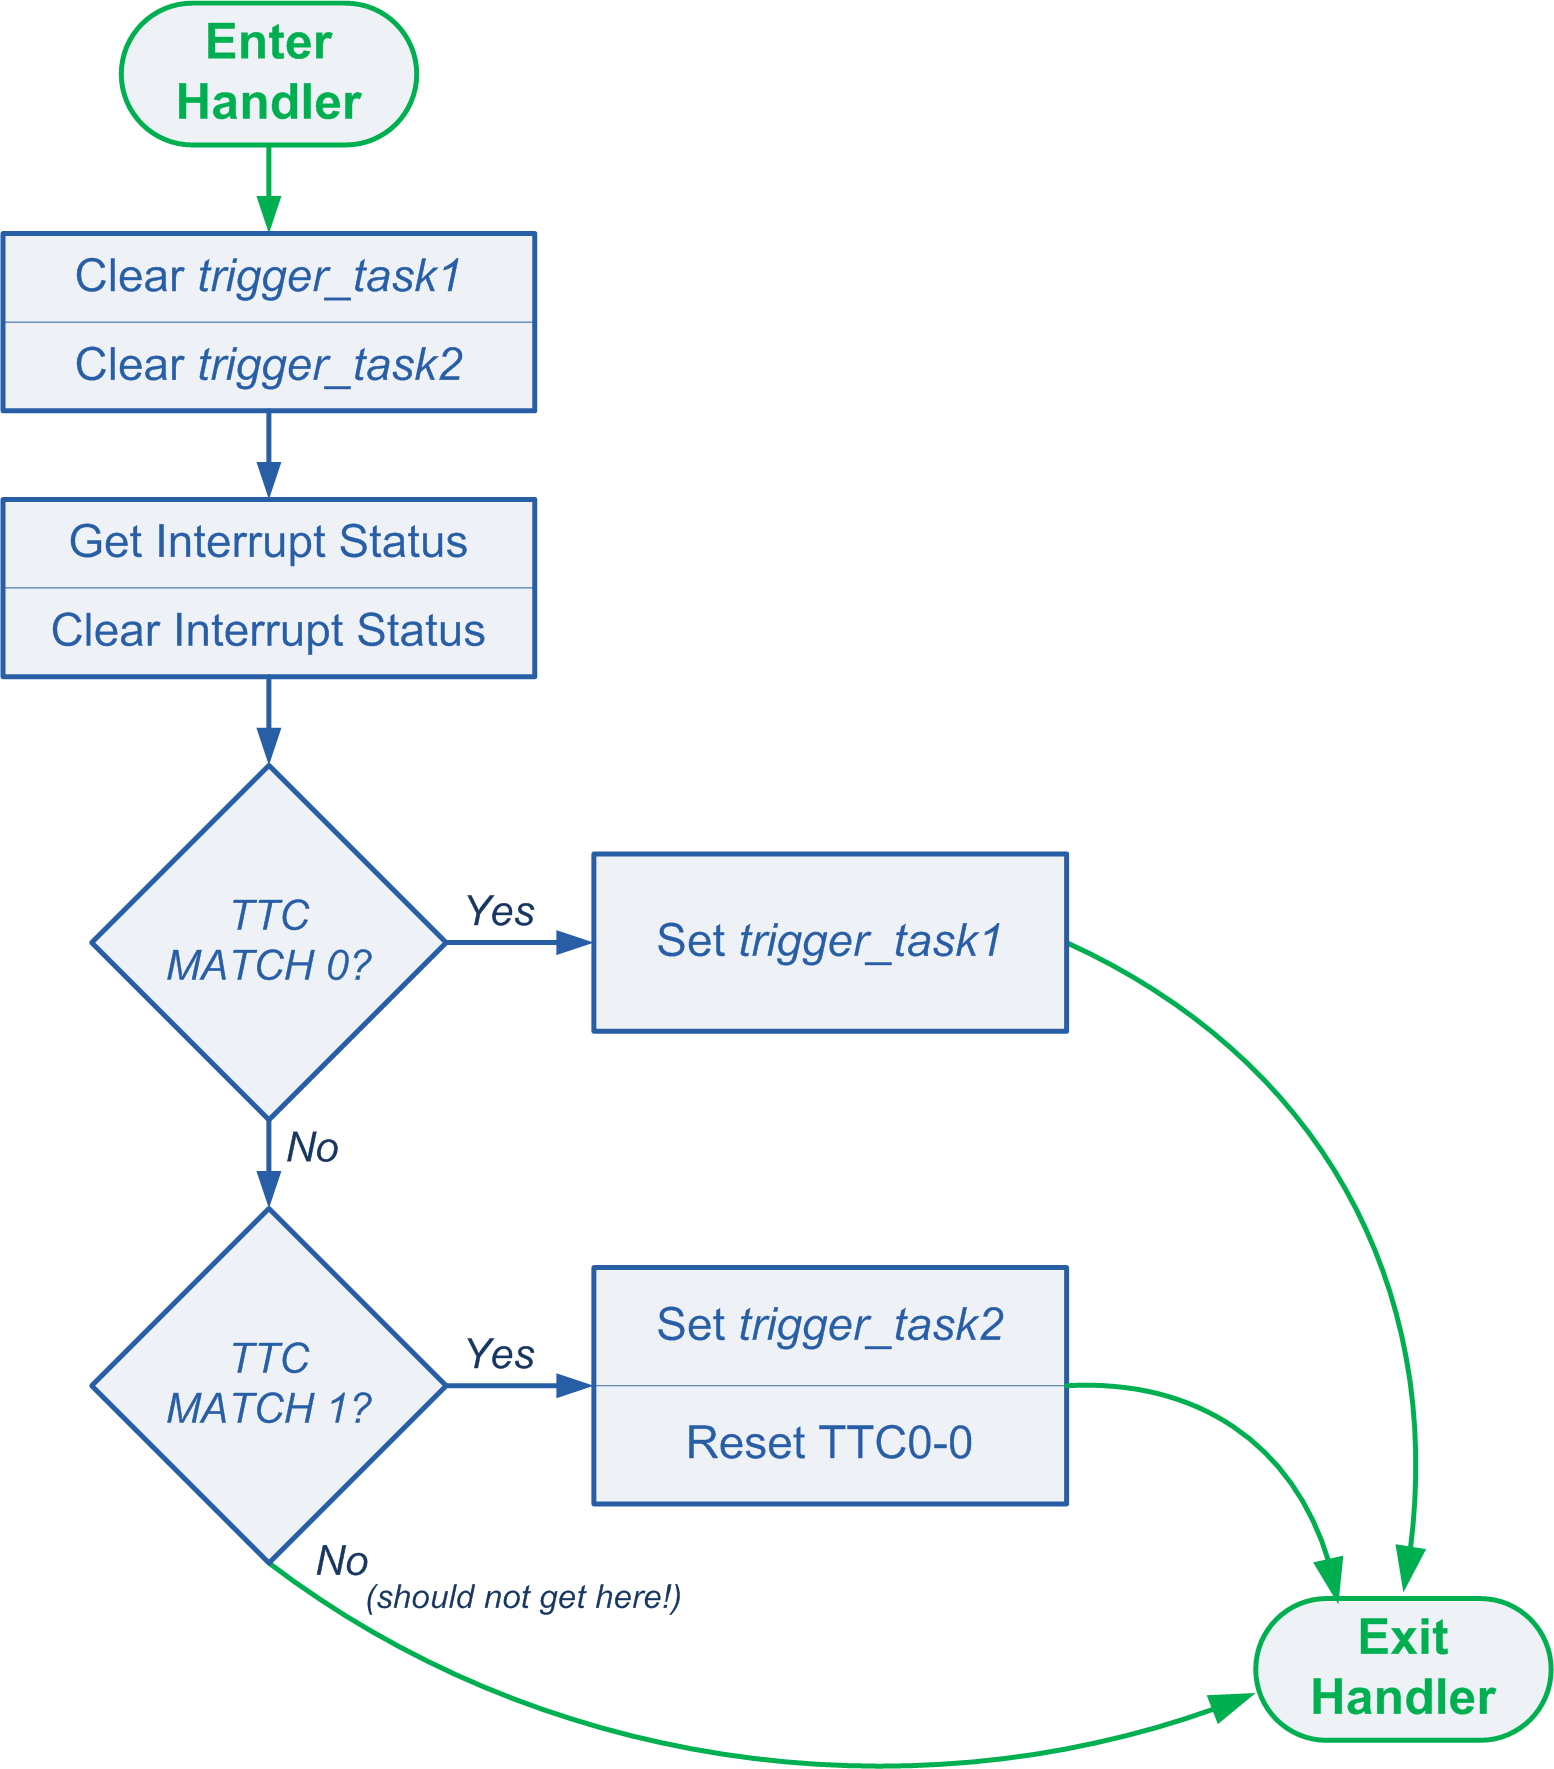 Enter
Handler
Clear trigger_task1
Clear trigger_task2
Get Interrupt Status
Clear Interrupt Status
TTC
MATCH 0?
Yes
Set trigger_task1
No
TTC
MATCH 1?
Yes
Set trigger_task2
Reset TTC0-0
No
(should not get here!)
Exit
Handler